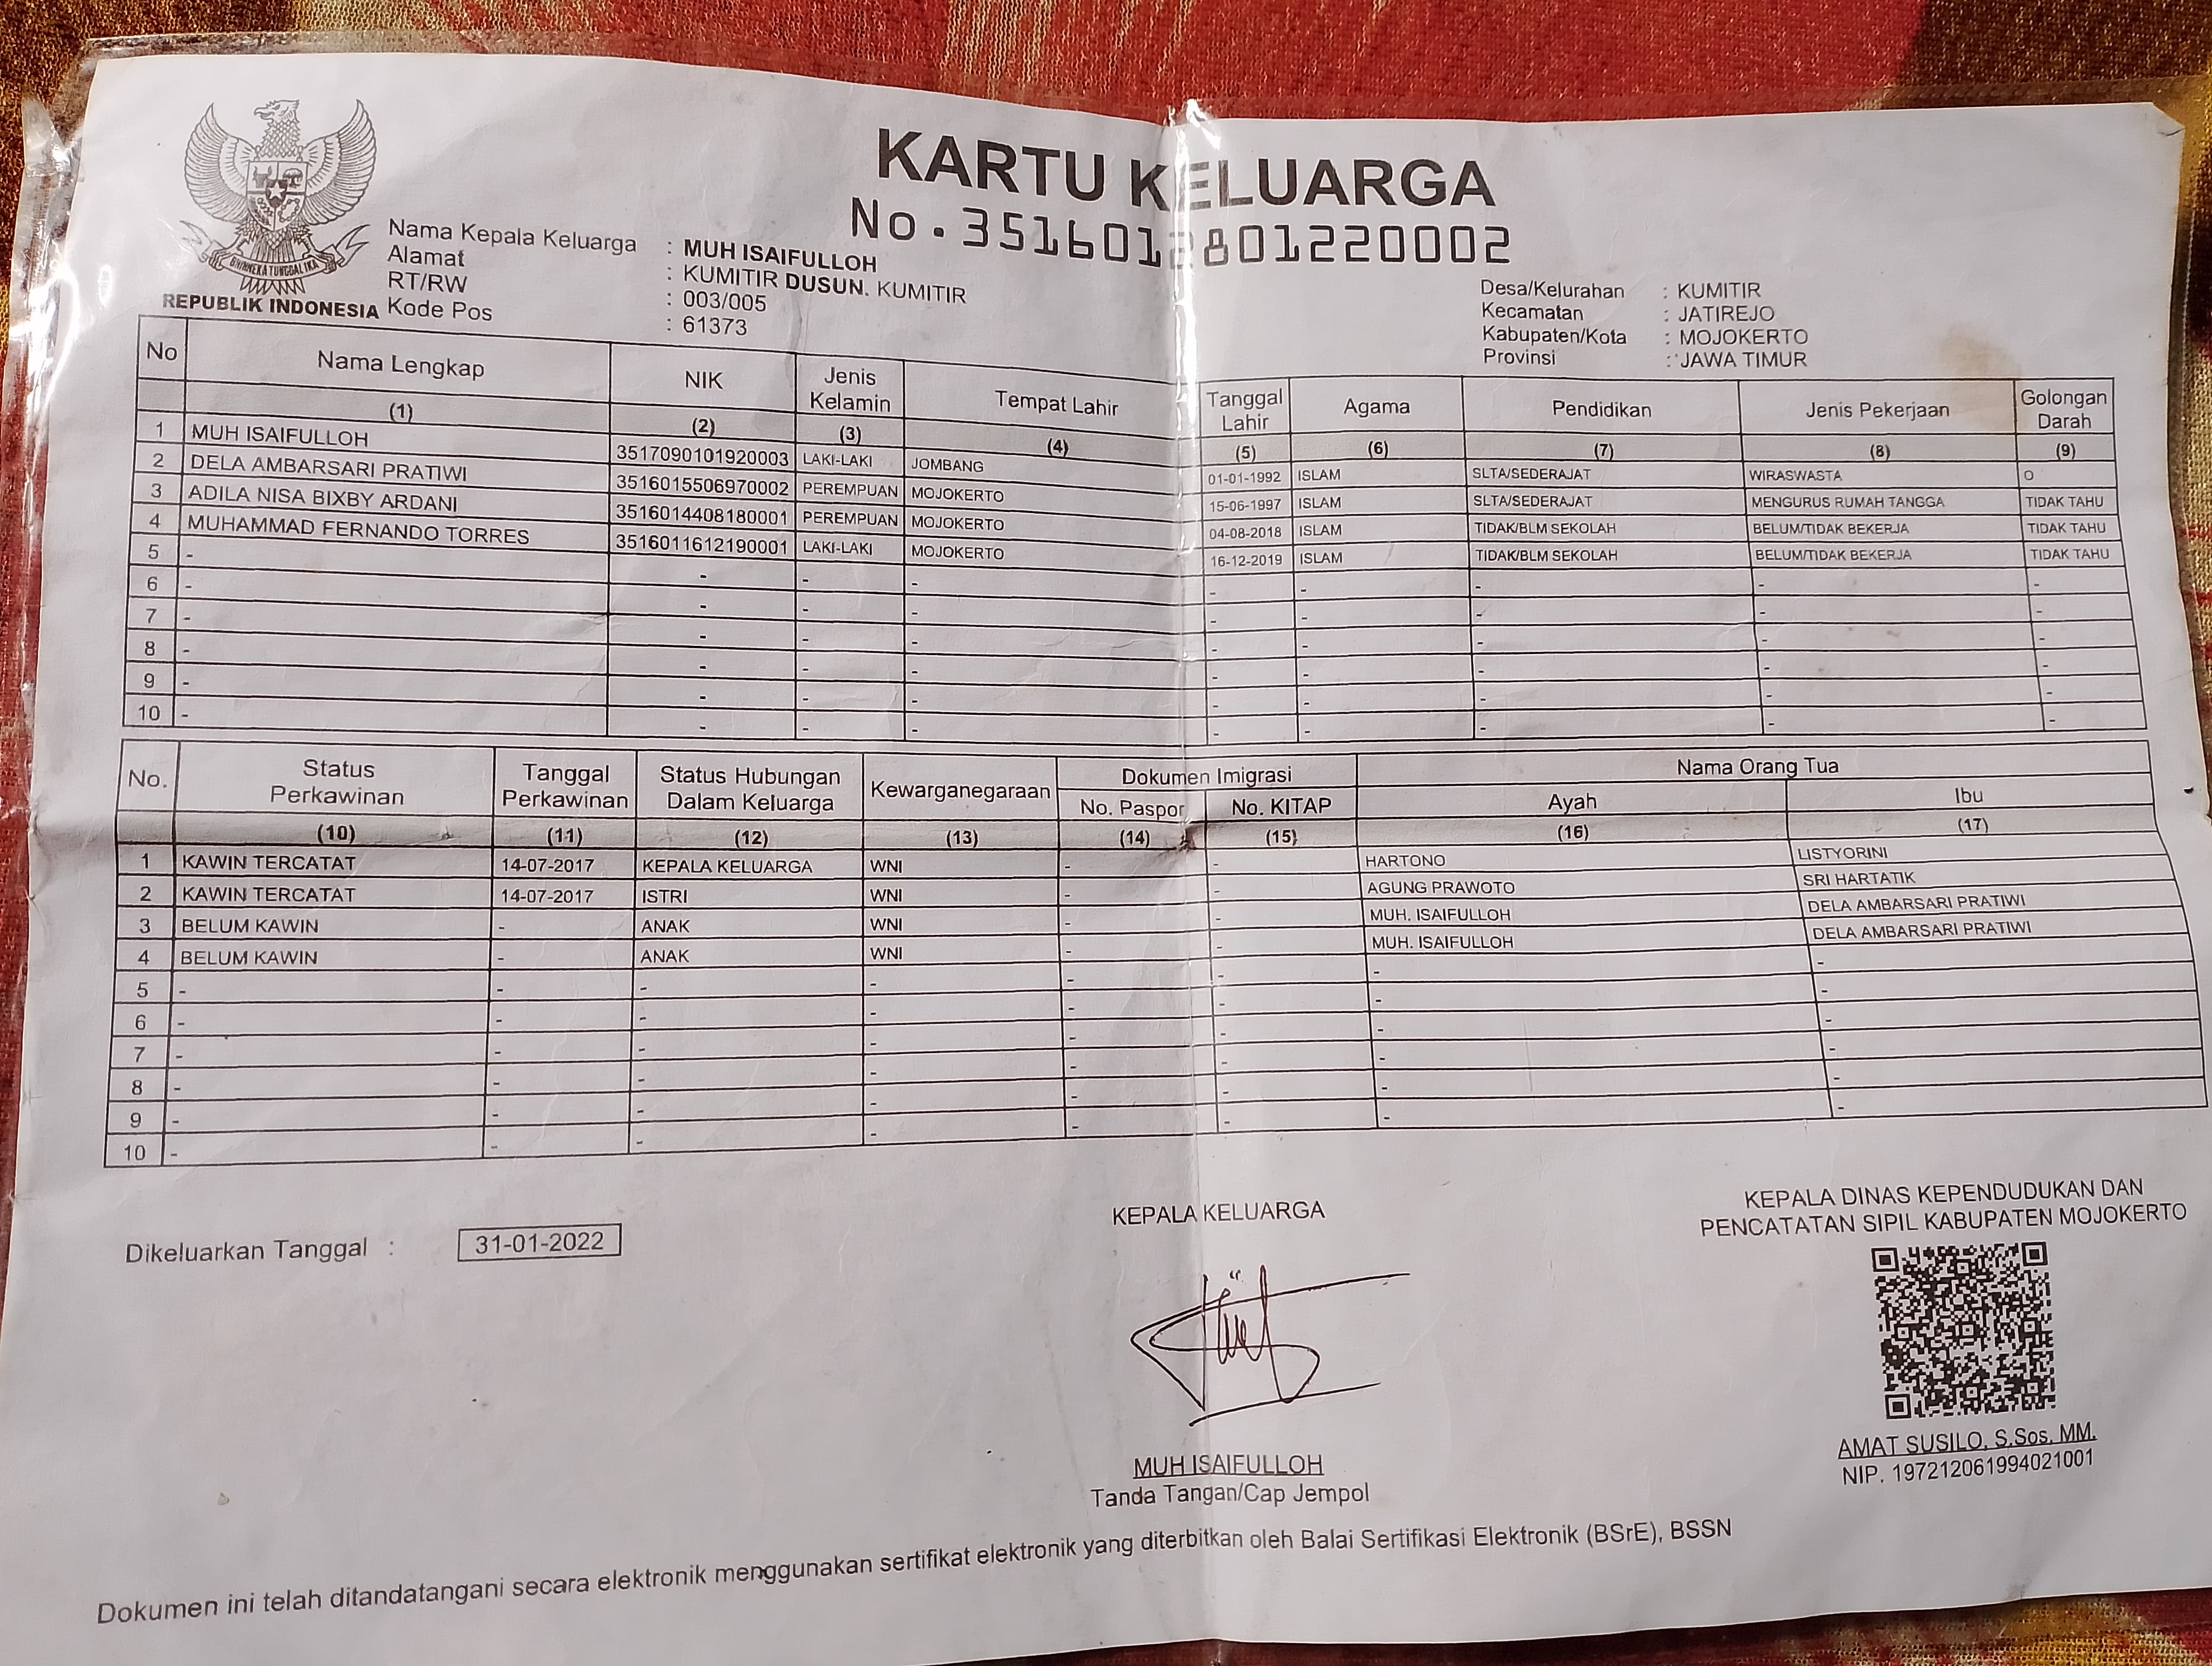 KARTU KELUARGA
No.3516012801220002
BHINNEKA TUNGGAL IKA
REPUBLIK INDONESIA
Nama Kepala Keluarga : MUH ISAIFULLOH
Alamat : KUMITIR DUSUN. KUMITIR
RT/RW : 003/005
Kode Pos : 61373
Desa/Kelurahan : KUMITIR
Kecamatan : JATIREJO
Kabupaten/Kota : MOJOKERTO
Provinsi : JAWA TIMUR
No Nama Lengkap NIK Jenis Kelamin Tempat Lahir Tanggal Lahir Agama Pendidikan Jenis Pekerjaan Golongan Darah
(1) (2) (3) (4) (5) (6) (7) (8) (9)
1 MUH ISAIFULLOH 3517090101920003 LAKI-LAKI JOMBANG 01-01-1992 ISLAM SLTA/SEDERAJAT WIRASWASTA O
2 DELA AMBARSARI PRATIWI 3516015506970002 PEREMPUAN MOJOKERTO 15-06-1997 ISLAM SLTA/SEDERAJAT MENGURUS RUMAH TANGGA TIDAK TAHU
3 ADILA NISA BIXBY ARDANI 3516014408180001 PEREMPUAN MOJOKERTO 04-08-2018 ISLAM TIDAK/BLM SEKOLAH BELUM/TIDAK BEKERJA TIDAK TAHU
4 MUHAMMAD FERNANDO TORRES 3516011612190001 LAKI-LAKI MOJOKERTO 16-12-2019 ISLAM TIDAK/BLM SEKOLAH BELUM/TIDAK BEKERJA TIDAK TAHU
5 - - - - - - - - -
6 - - - - - - - - -
7 - - - - - - - - -
8 - - - - - - - - -
9 - - - - - - - - -
10 - - - - - - - - -
No. Status Perkawinan Tanggal Perkawinan Status Hubungan Dalam Keluarga Kewarganegaraan Dokumen Imigrasi Nama Orang Tua
No. Paspor No. KITAP Ayah Ibu
(10) (11) (12) (13) (14) (15) (16) (17)
1 KAWIN TERCATAT 14-07-2017 KEPALA KELUARGA WNI - - HARTONO LISTYORINI
2 KAWIN TERCATAT 14-07-2017 ISTRI WNI - - AGUNG PRAWOTO SRI HARTATIK
3 BELUM KAWIN - ANAK WNI - - MUH. ISAIFULLOH DELA AMBARSARI PRATIWI
4 BELUM KAWIN - ANAK WNI - - MUH. ISAIFULLOH DELA AMBARSARI PRATIWI
5 - - - - - - - -
6 - - - - - - - -
7 - - - - - - - -
8 - - - - - - - -
9 - - - - - - - -
10 - - - - - - - -
Dikeluarkan Tanggal : 31-01-2022
KEPALA KELUARGA
MUH ISAIFULLOH
Tanda Tangan/Cap Jempol
KEPALA DINAS KEPENDUDUKAN DAN
PENCATATAN SIPIL KABUPATEN MOJOKERTO
AMAT SUSILO, S.Sos, MM.
NIP. 197212061994021001
Dokumen ini telah ditandatangani secara elektronik menggunakan sertifikat elektronik yang diterbitkan oleh Balai Sertifikasi Elektronik (BSrE), BSSN